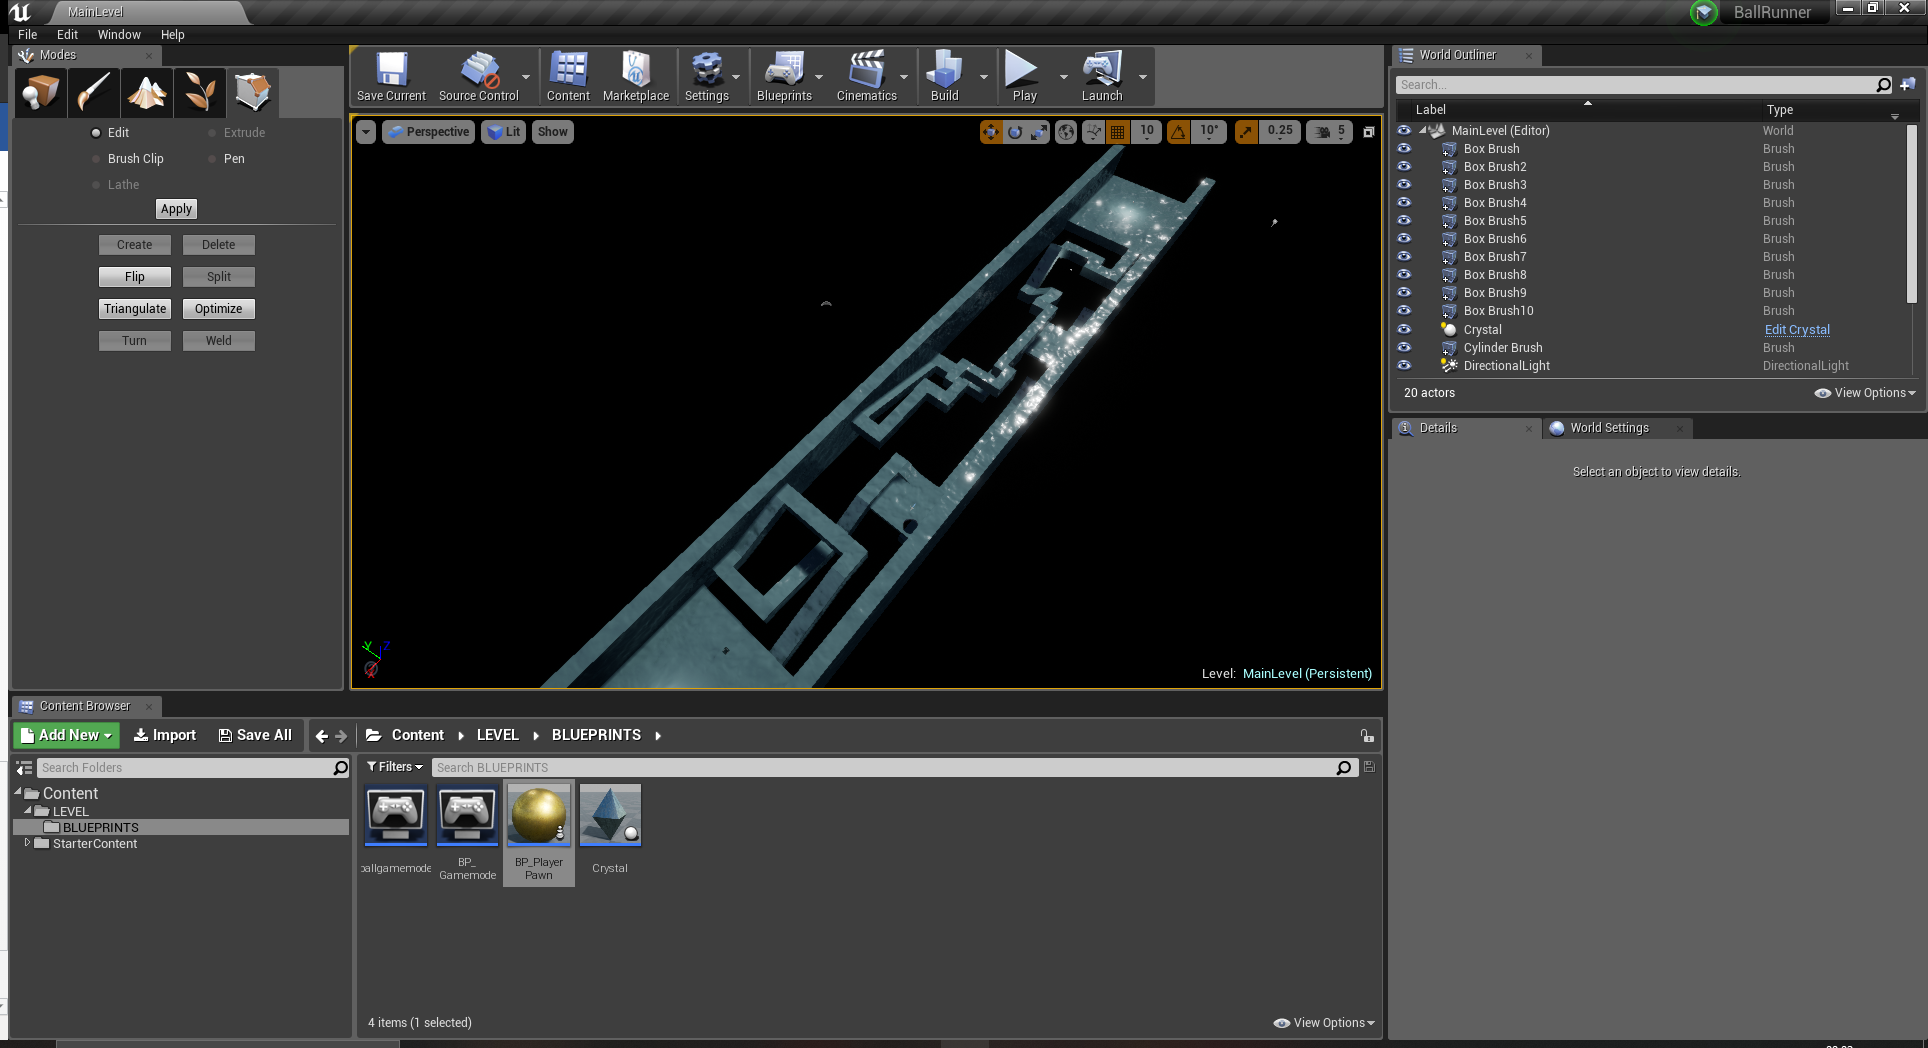 MainLevel
BallRunner
File Edit Window Help
Modes
Save Current
Source Control
Content
Marketplace
Settings
Blueprints
Cinematics
Build
Play
Launch
Edit
Extrude
Brush Clip
Pen
Lathe
Apply
Create
Delete
Flip
Split
Triangulate
Optimize
Turn
Weld
Perspective
Lit
Show
10
10°
0.25
5
Y
Z
X
Level: MainLevel (Persistent)
World Outliner
Search...
Label Type
MainLevel (Editor) World
Box Brush Brush
Box Brush2 Brush
Box Brush3 Brush
Box Brush4 Brush
Box Brush5 Brush
Box Brush6 Brush
Box Brush7 Brush
Box Brush8 Brush
Box Brush9 Brush
Box Brush10 Brush
Crystal Edit Crystal
Cylinder Brush Brush
DirectionalLight DirectionalLight
20 actors
View Options
Details
World Settings
Select an object to view details.
Content Browser
Add New
Import
Save All
Content
LEVEL
BLUEPRINTS
Search Folders
Content
LEVEL
BLUEPRINTS
StarterContent
Filters
Search BLUEPRINTS
ballgamemode
BP_
Gamemode
BP_Player
Pawn
Crystal
4 items (1 selected)
View Options